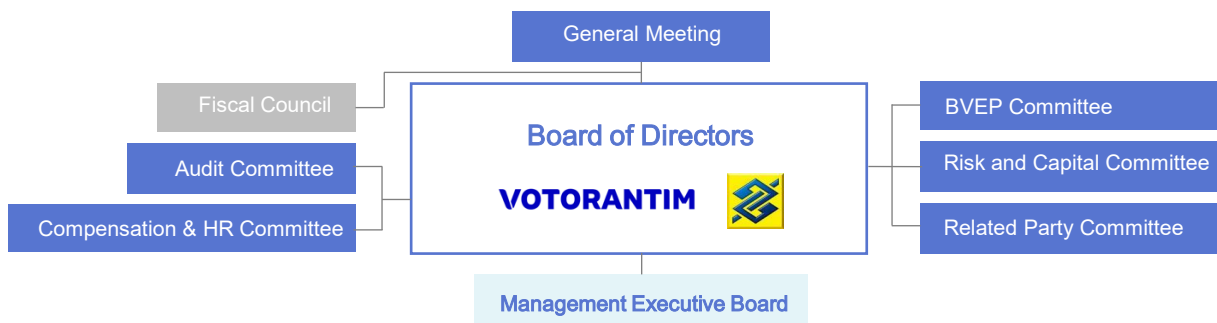 General Meeting
Fiscal Council
Audit Committee
Compensation & HR Committee
Board of Directors
VOTORANTIM
BVEP Committee
Risk and Capital Committee
Related Party Committee
Management Executive Board